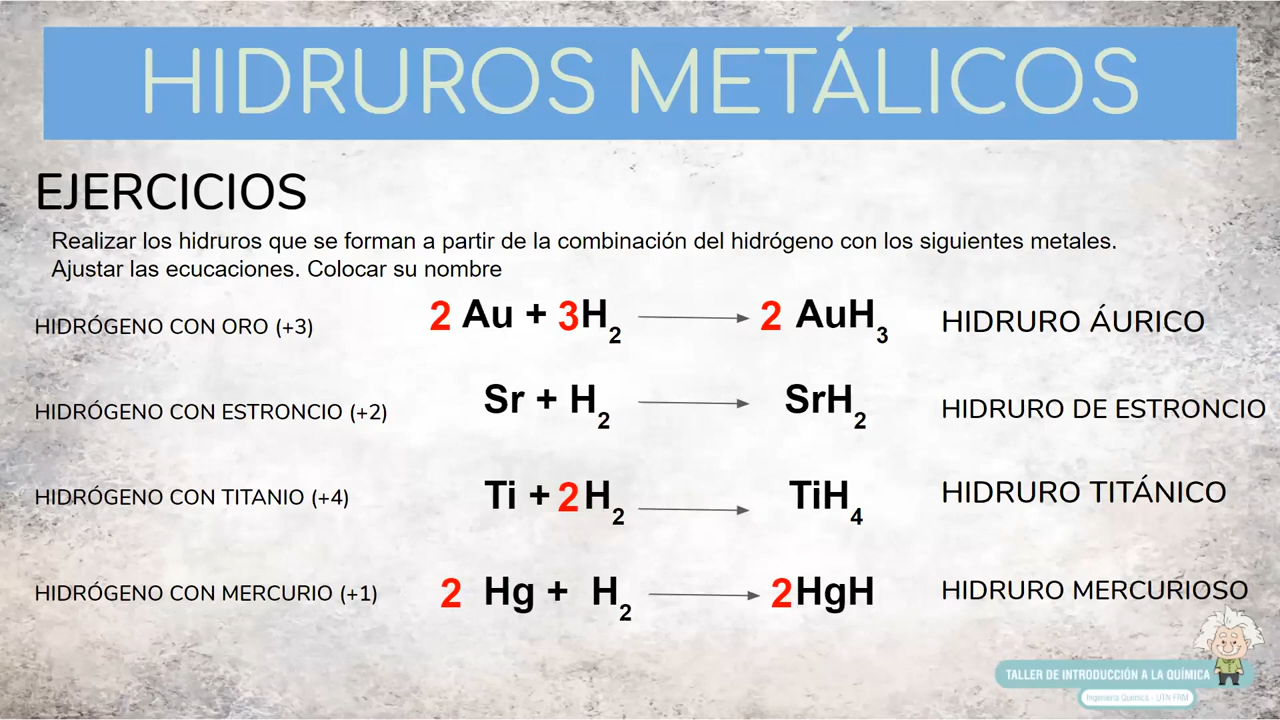 HIDRUROS METÁLICOS
EJERCICIOS
Realizar los hidruros que se forman a partir de la combinación del hidrógeno con los siguientes metales.
Ajustar las ecucaciones. Colocar su nombre
HIDRÓGENO CON ORO (+3) 2 Au + 3H₂ ⟶ 2 AuH₃ HIDRURO ÁURICO
HIDRÓGENO CON ESTRONCIO (+2) Sr + H₂ ⟶ SrH₂ HIDRURO DE ESTRONCIO
HIDRÓGENO CON TITANIO (+4) Ti + 2 H₂ ⟶ TiH₄ HIDRURO TITÁNICO
HIDRÓGENO CON MERCURIO (+1) 2 Hg + H₂ ⟶ 2HgH HIDRURO MERCURIOSO
TALLER DE INTRODUCCIÓN A LA QUÍMICA
Ingeniería Química - UTN FRM